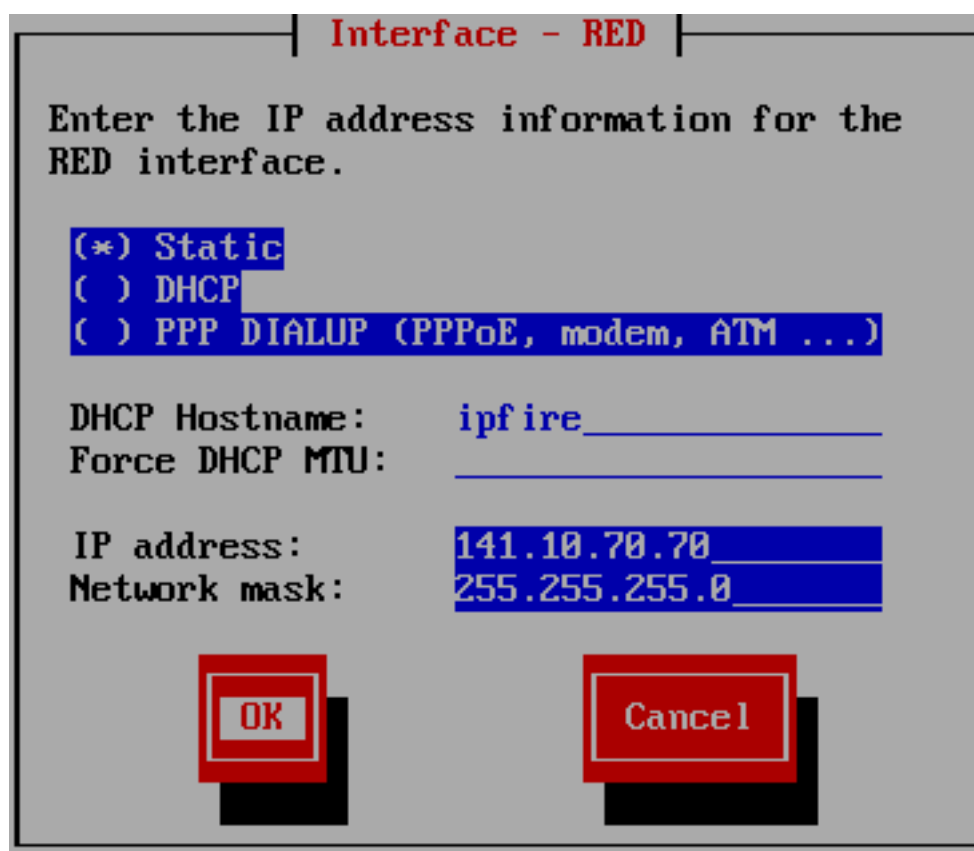 Interface - RED
Enter the IP address information for the
RED interface.
(*) Static
( ) DHCP
( ) PPP DIALUP (PPPoE, modem, ATM ...)
DHCP Hostname: ipfire
Force DHCP MTU:
IP address: 141.10.70.70
Network mask: 255.255.255.0
OK Cancel